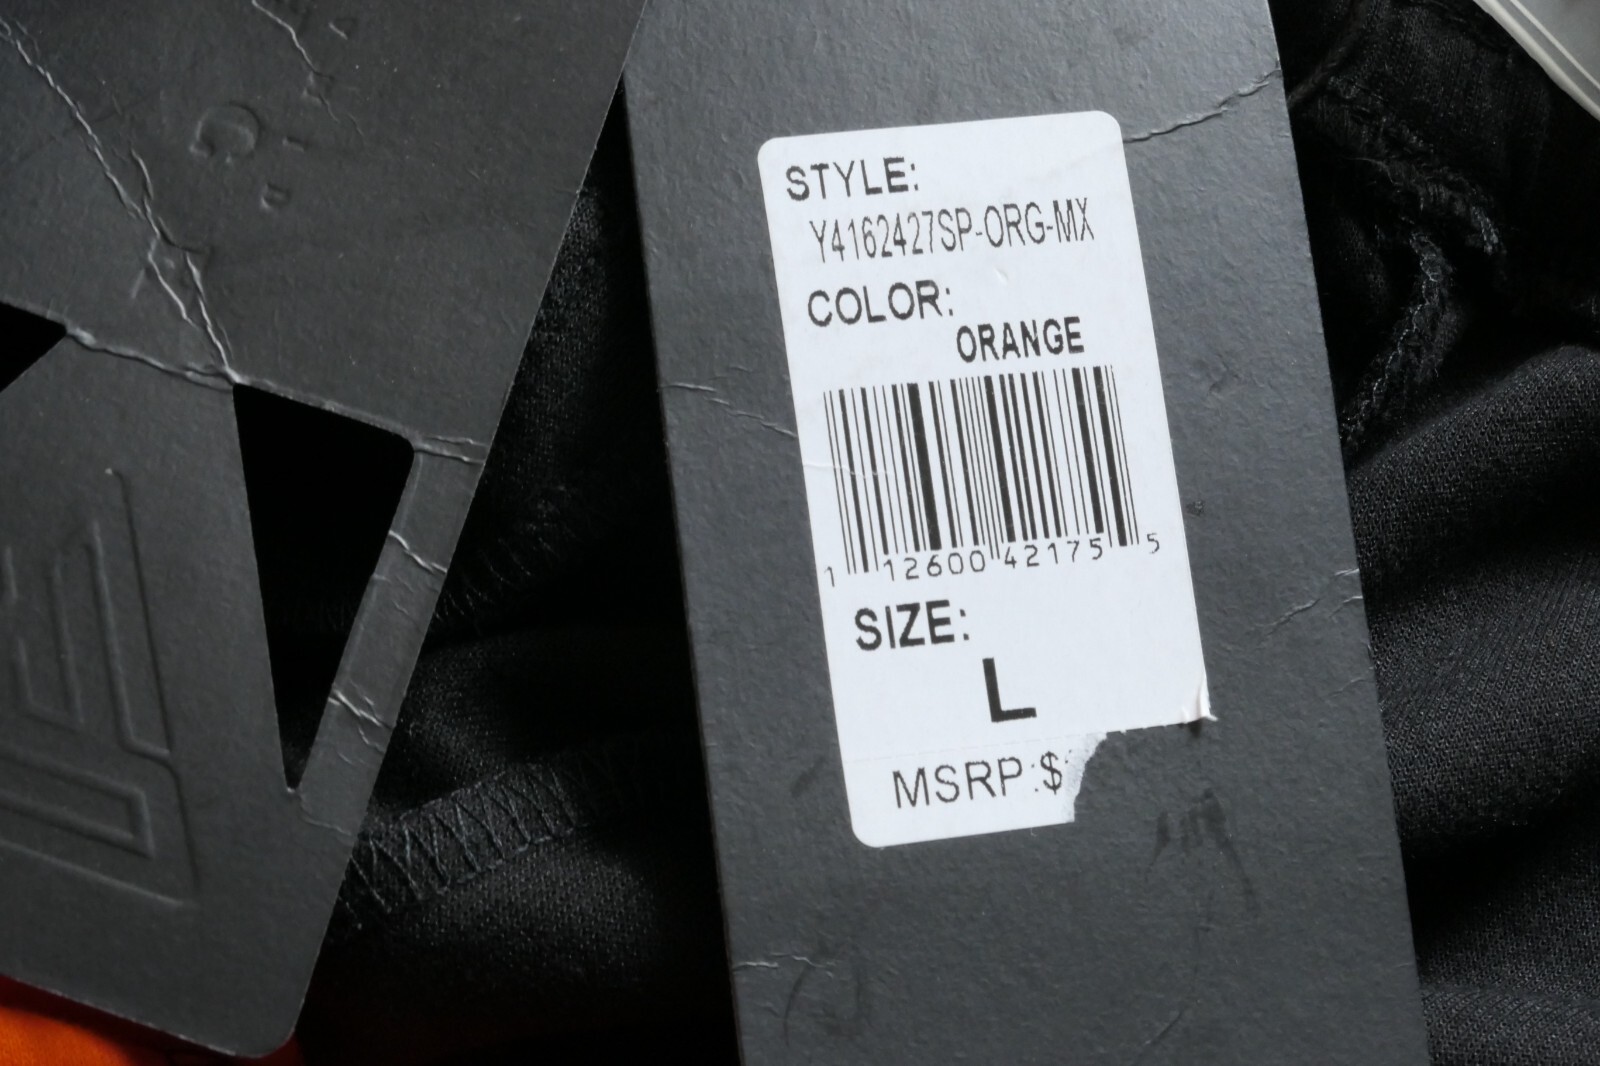 STYLE:
Y4162427SP-ORG-MX
COLOR:
ORANGE
1 12600 42175 5
SIZE:
L
MSRP:$